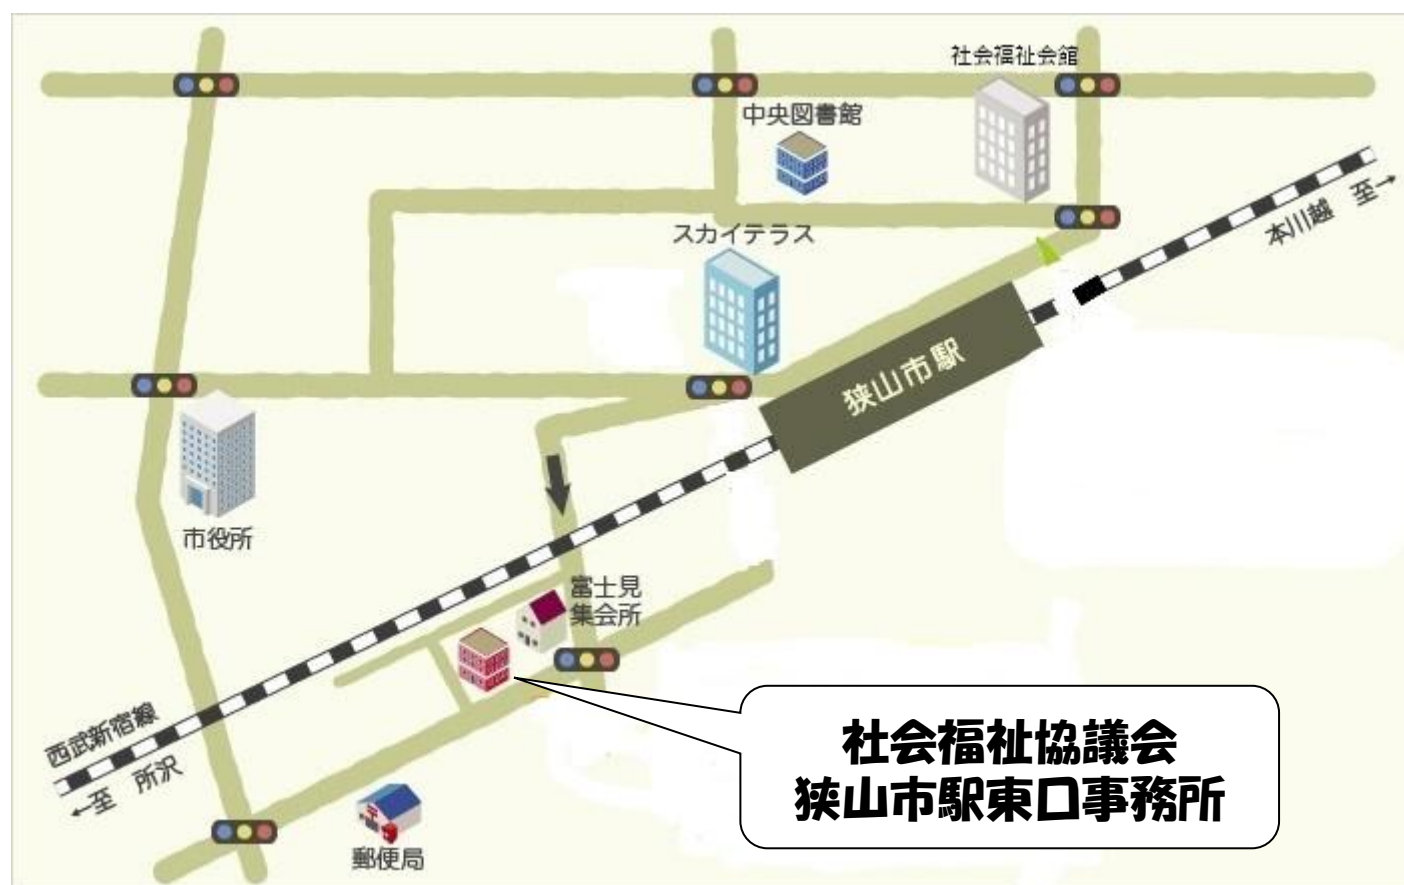 社会福祉会館
中央図書館
本川越 至→
スカイテラス
狭山市駅
市役所
富士見
集会所
西武新宿線
←至 所沢
社会福祉協議会
狭山市駅東口事務所
郵便局